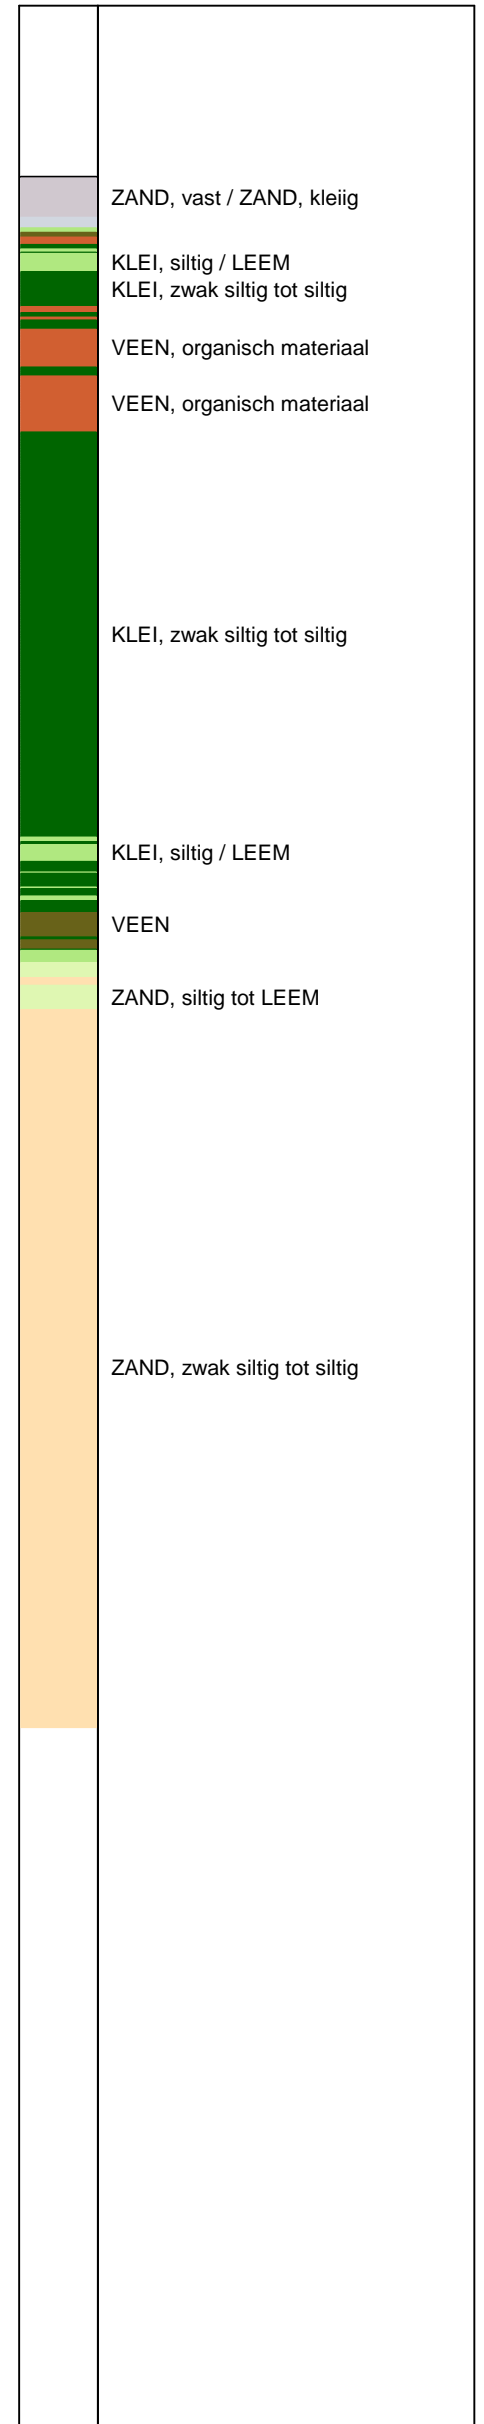 ZAND, vast / ZAND, kleiig
KLEI, siltig / LEEM
KLEI, zwak siltig tot siltig
VEEN, organisch materiaal
VEEN, organisch materiaal
KLEI, zwak siltig tot siltig
KLEI, siltig / LEEM
VEEN
ZAND, siltig tot LEEM
ZAND, zwak siltig tot siltig